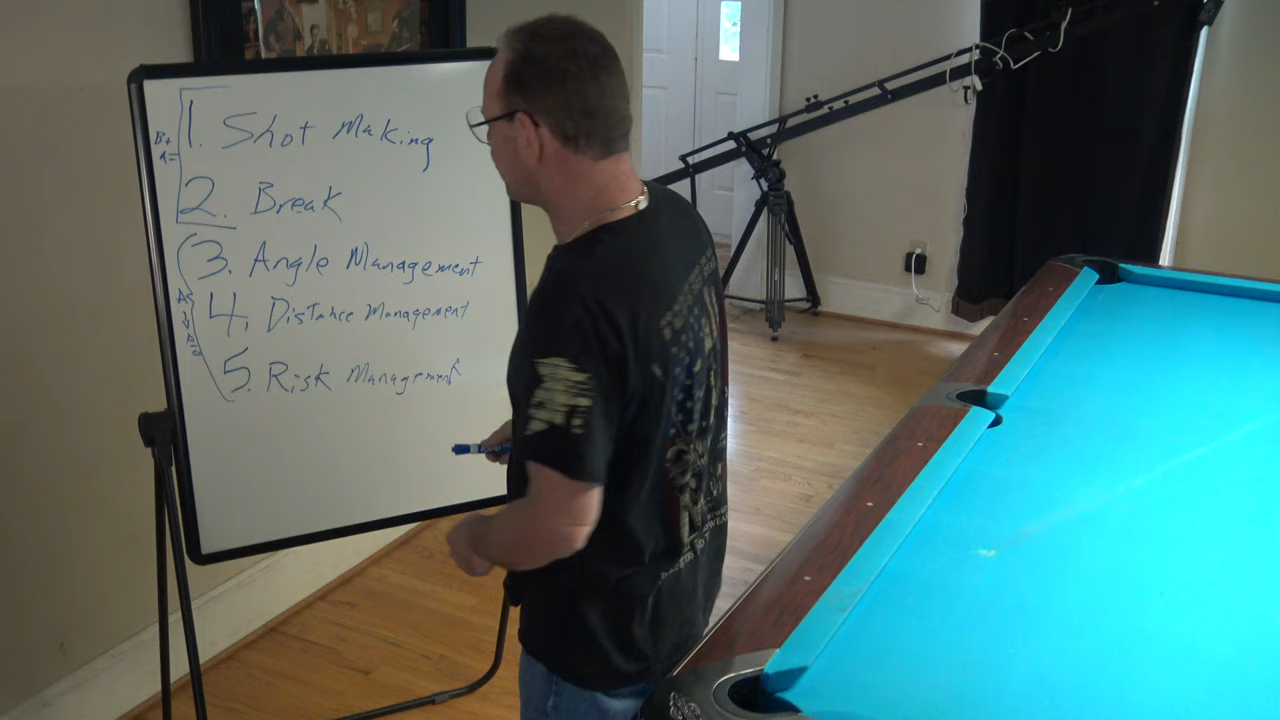 1. Shot Making
2. Break
3. Angle Management
4. Distance Management
5. Risk Management
B+
A=